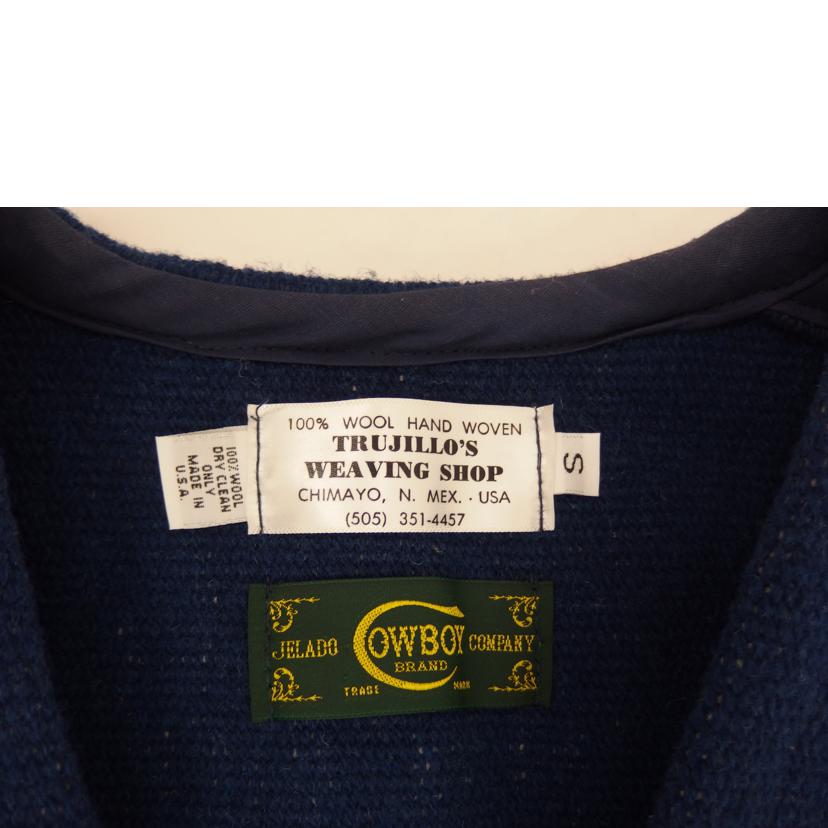 100% WOOL HAND WOVEN
TRUJILLO'S
WEAVING SHOP
CHIMAYO, N. MEX. · USA
(505) 351-4457
100% WOOL
DRY CLEAN
ONLY
MADE IN
U.S.A.
S
JELADO COWBOY COMPANY
BRAND
TRADE MARK